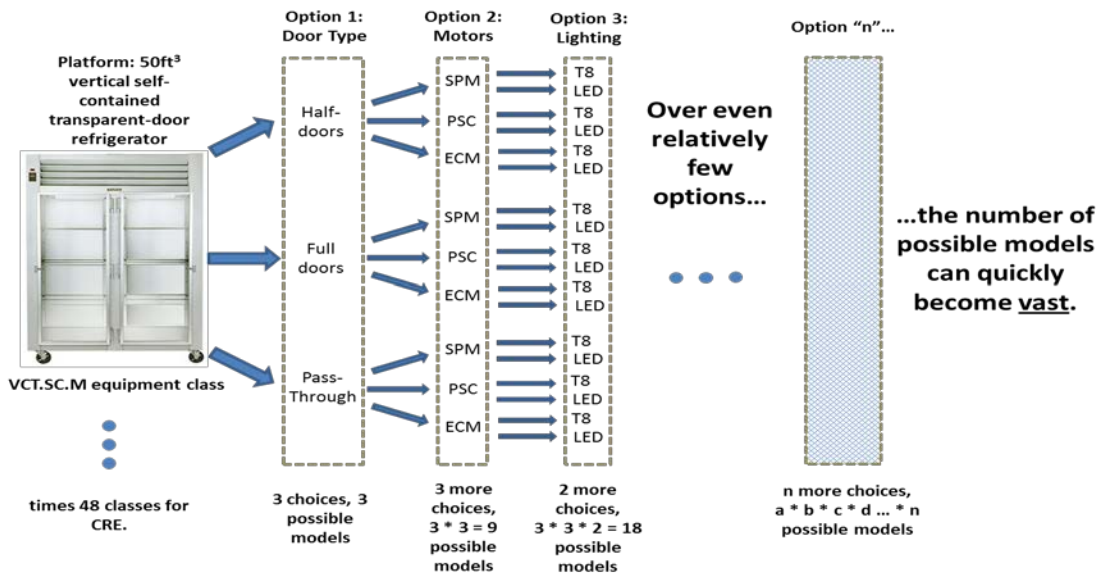 Platform: 50ft³
vertical self-
contained
transparent-door
refrigerator
VCT.SC.M equipment class
times 48 classes for
CRE.
Option 1:
Door Type
Half-
doors
Full
doors
Pass-
Through
3 choices, 3
possible
models
Option 2:
Motors
SPM
PSC
ECM
SPM
PSC
ECM
SPM
PSC
ECM
3 more
choices,
3 * 3 = 9
possible
models
Option 3:
Lighting
T8
LED
T8
LED
T8
LED
T8
LED
T8
LED
T8
LED
T8
LED
T8
LED
T8
LED
2 more
choices,
3 * 3 * 2 = 18
possible
models
Over even
relatively
few
options...
Option “n”...
n more choices,
a * b * c * d ... * n
possible models
...the number of
possible models
can quickly
become vast.